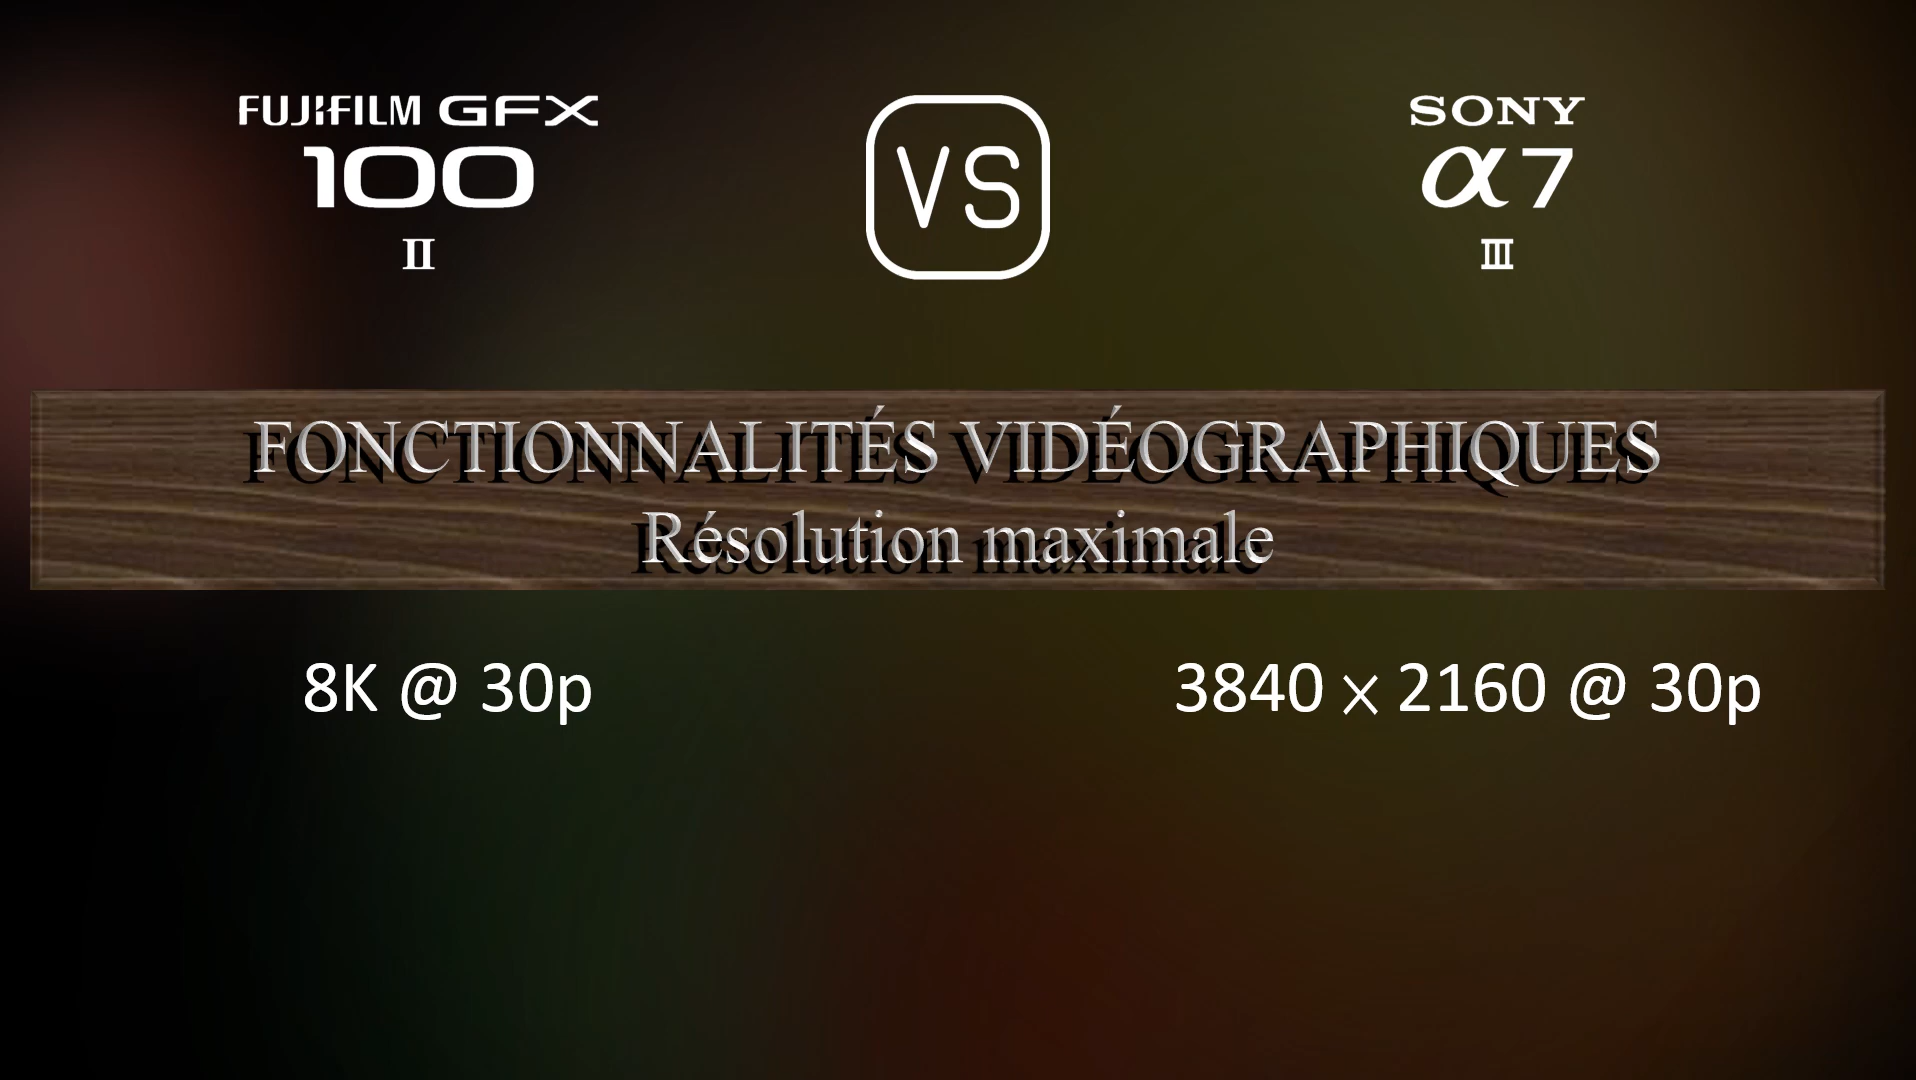 FUJIFILM GFX
100
II
VS
SONY
α7
III
FONCTIONNALITÉS VIDÉOGRAPHIQUES
Résolution maximale
8K @ 30p
3840 x 2160 @ 30p